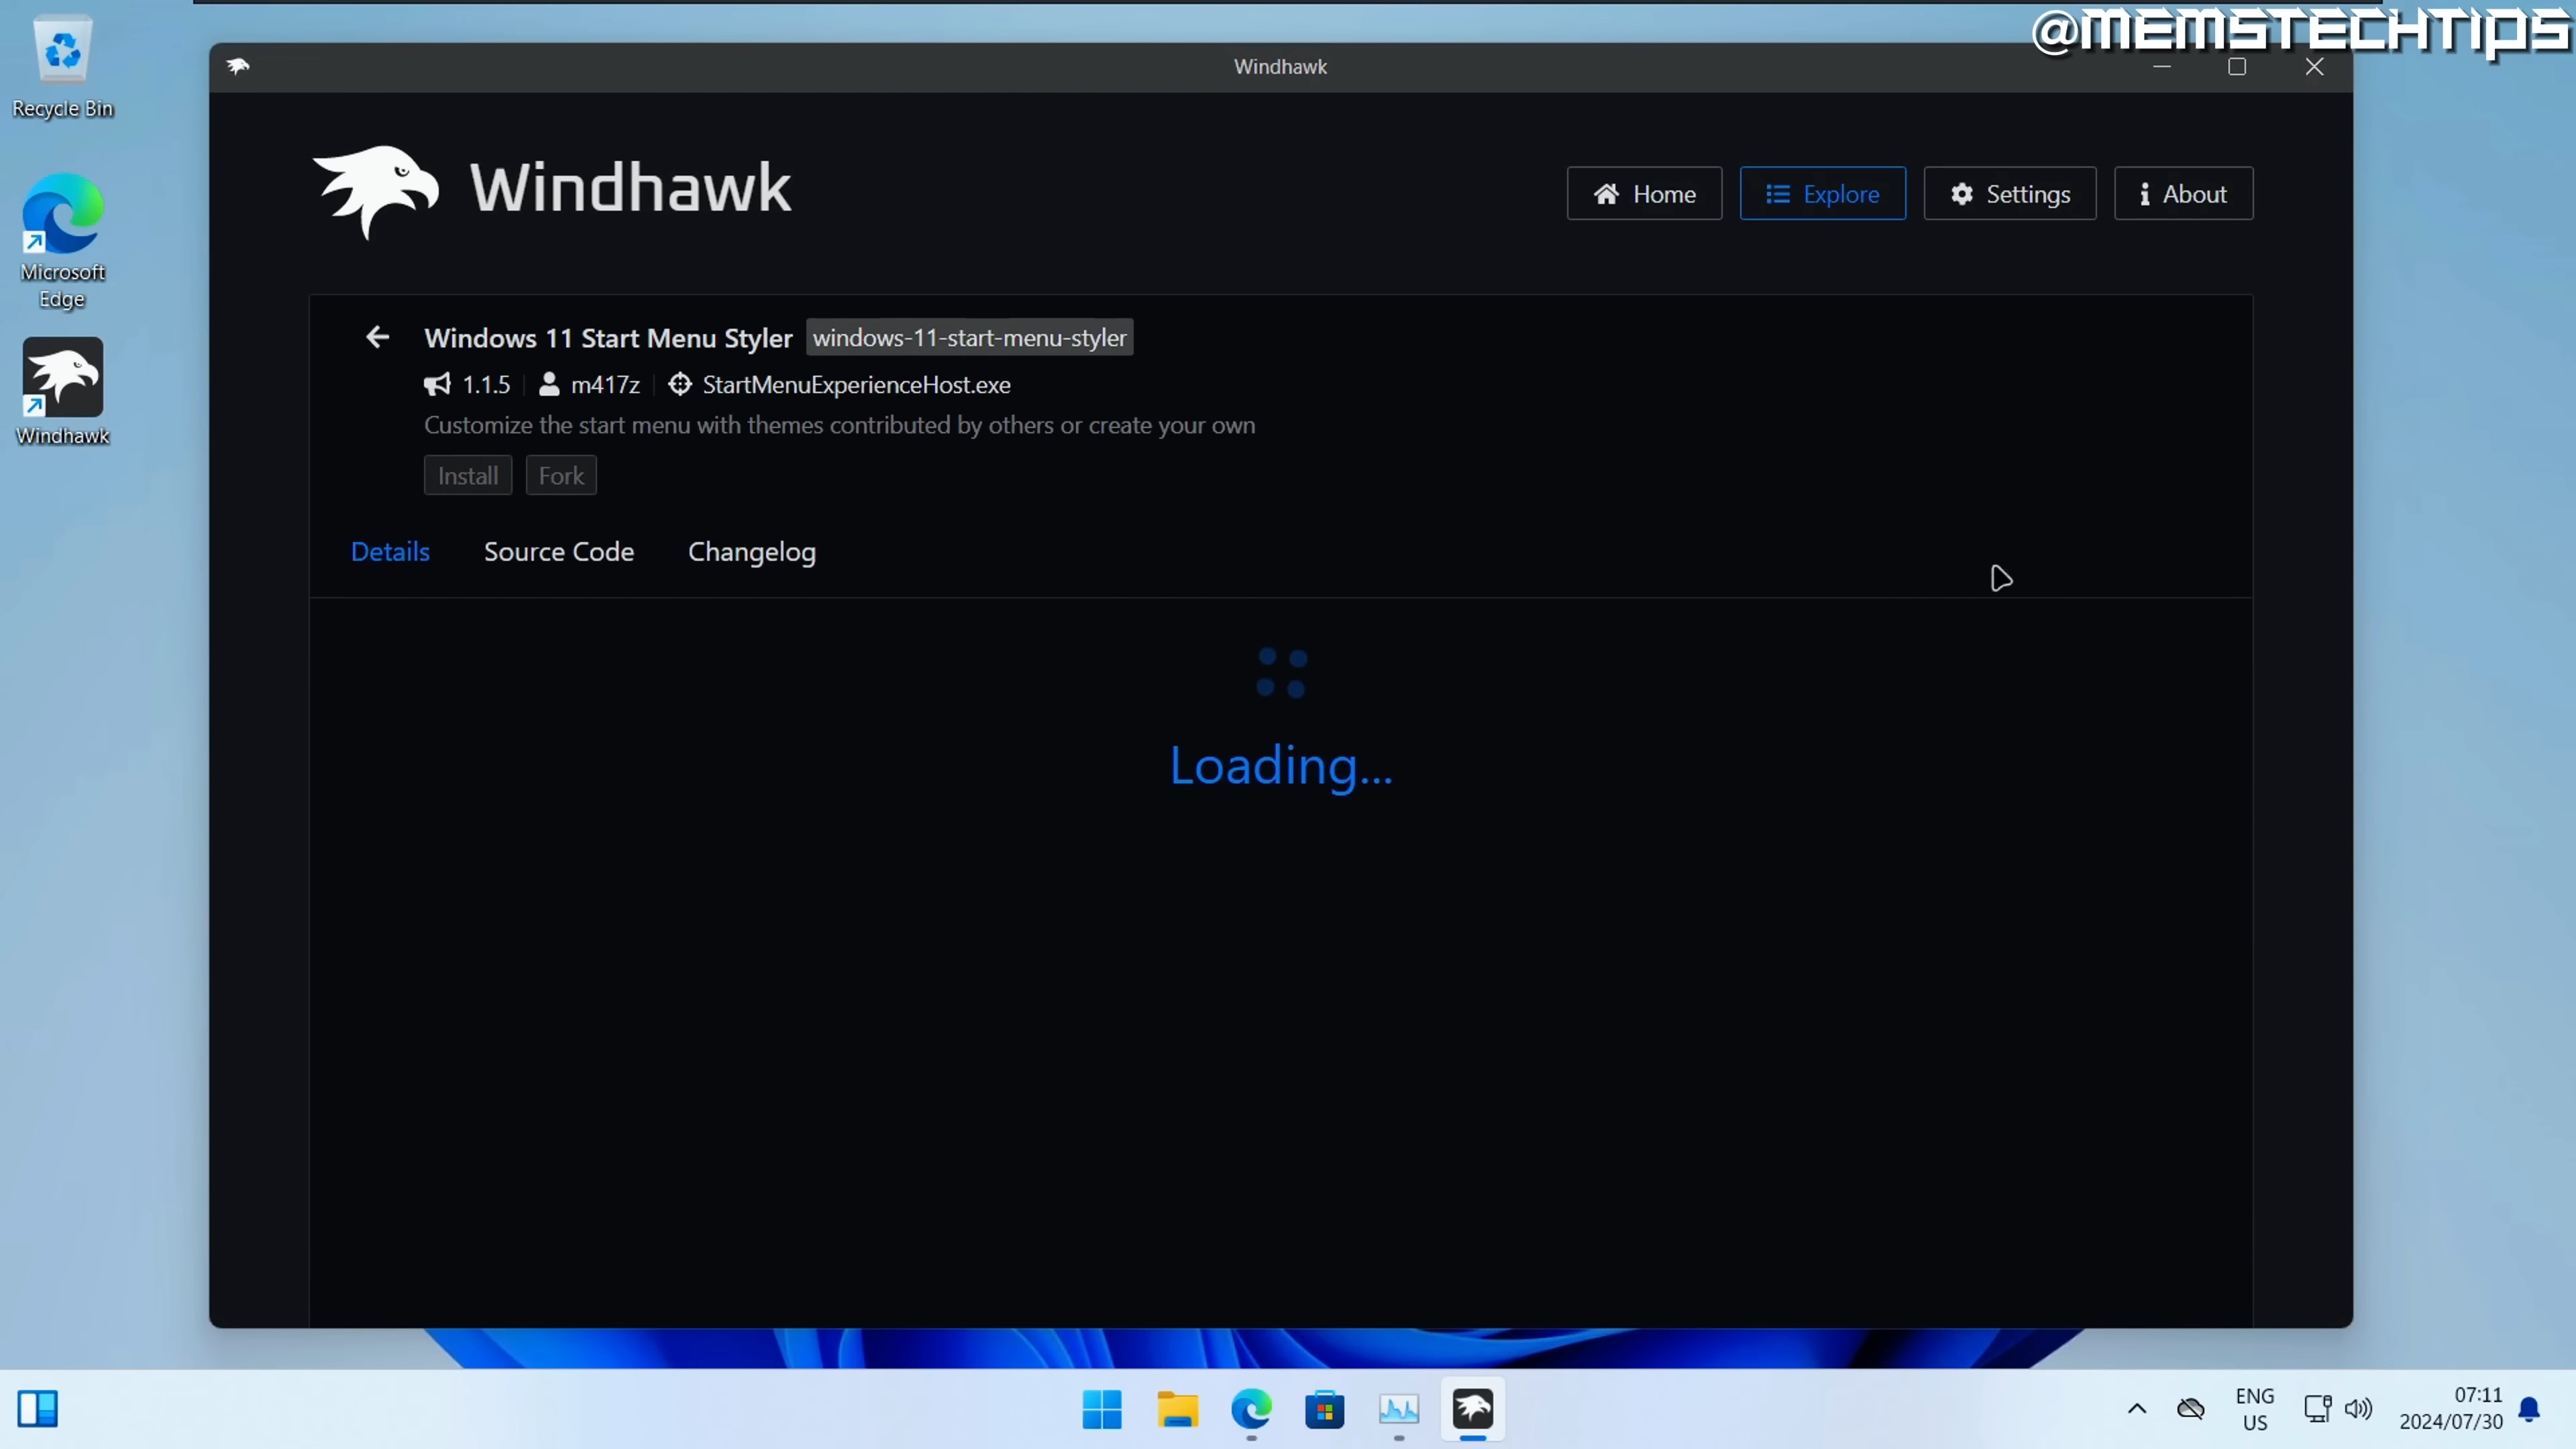 @MEMSTECHTIPS
Recycle Bin
Microsoft
Edge
Windhawk
Windhawk
Windhawk
Home
Explore
Settings
About
Windows 11 Start Menu Styler windows-11-start-menu-styler
1.1.5 m417z StartMenuExperienceHost.exe
Customize the start menu with themes contributed by others or create your own
Install Fork
Details Source Code Changelog
Loading...
ENG
US
07:11
2024/07/30